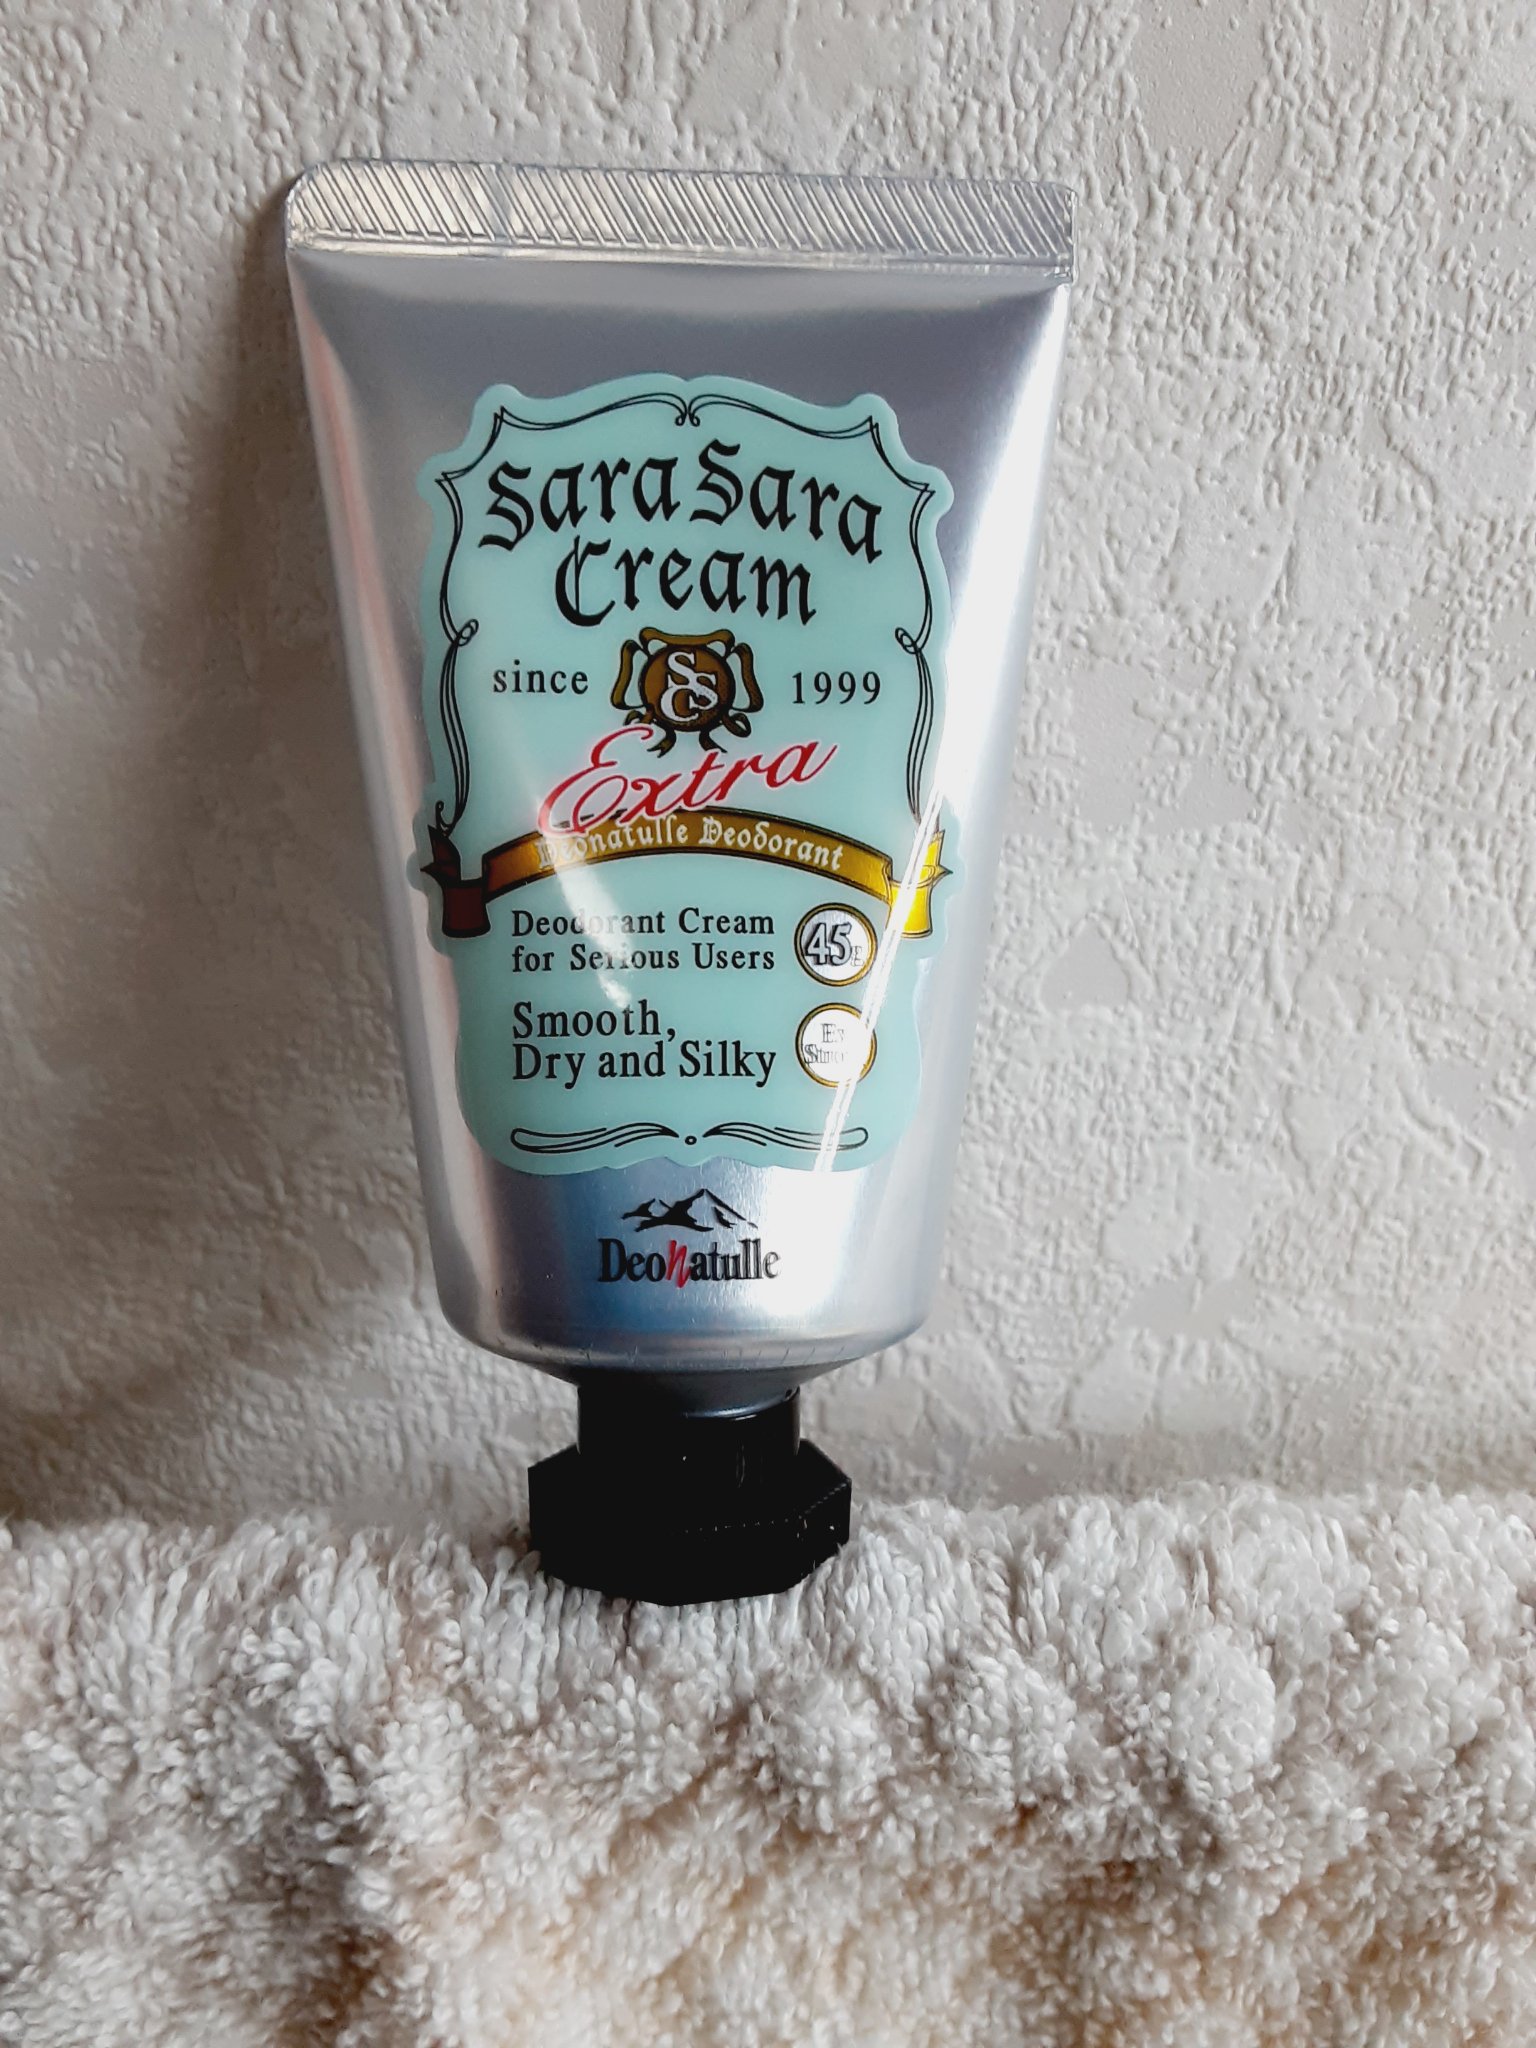 Sara Sara
Cream
since SSC 1999
Extra
Deonatulle Deodorant
Deodorant Cream
for Serious Users
45g
Smooth,
Dry and Silky
DeoNatulle